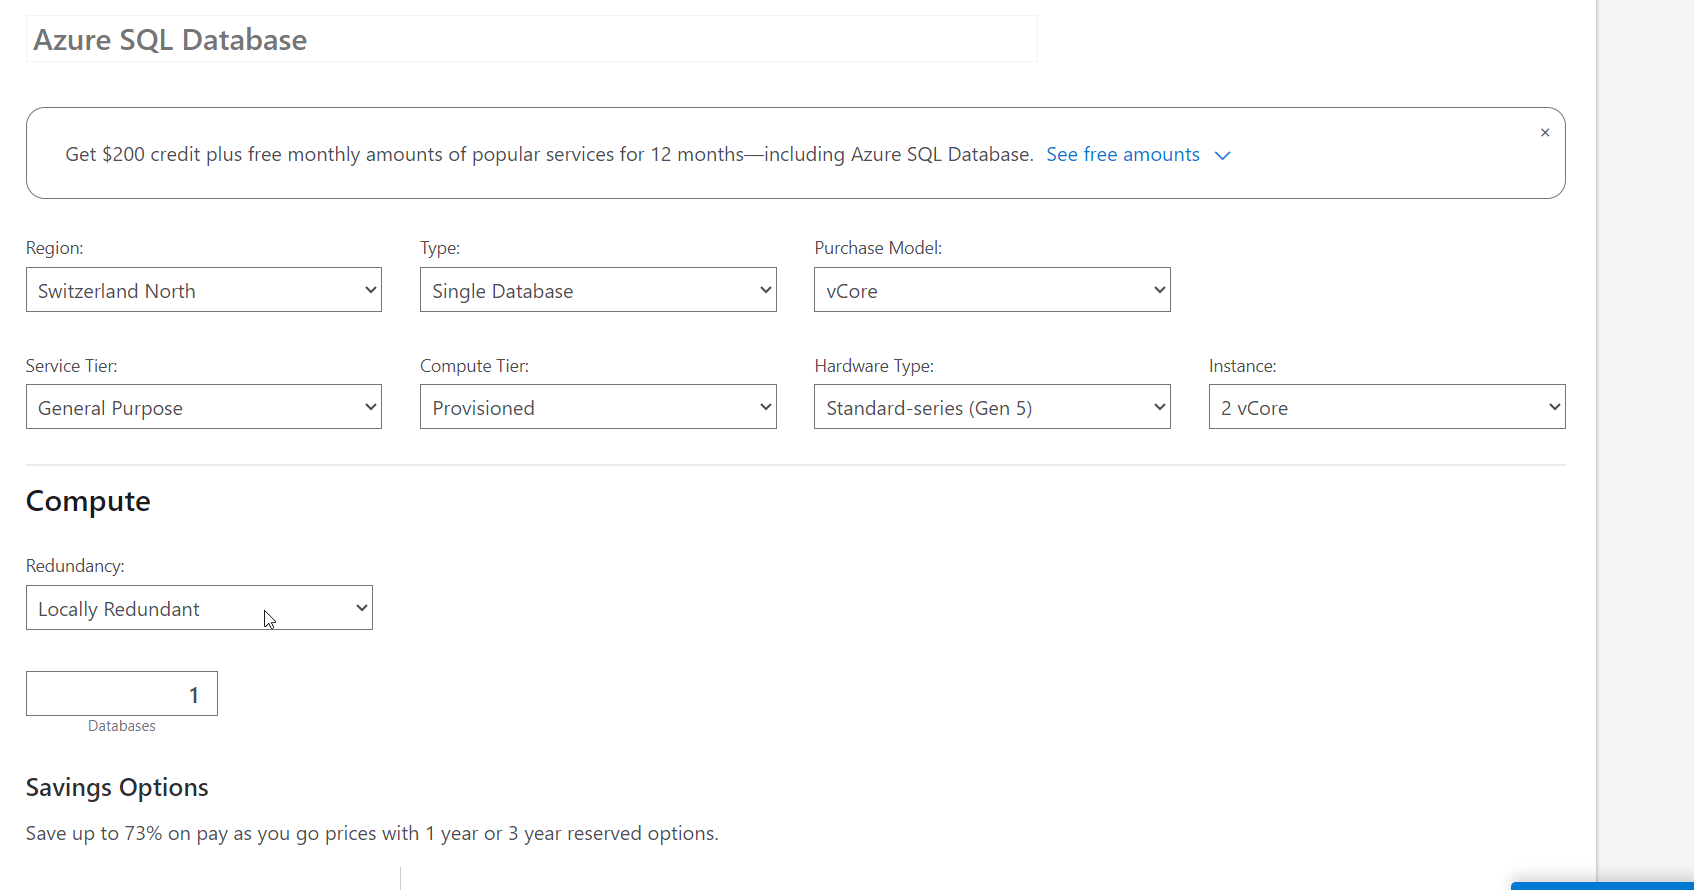 Azure SQL Database
×
Get $200 credit plus free monthly amounts of popular services for 12 months—including Azure SQL Database. See free amounts
Region: Type: Purchase Model:
Switzerland North Single Database vCore
Service Tier: Compute Tier: Hardware Type: Instance:
General Purpose Provisioned Standard-series (Gen 5) 2 vCore
Compute
Redundancy:
Locally Redundant
1
Databases
Savings Options
Save up to 73% on pay as you go prices with 1 year or 3 year reserved options.